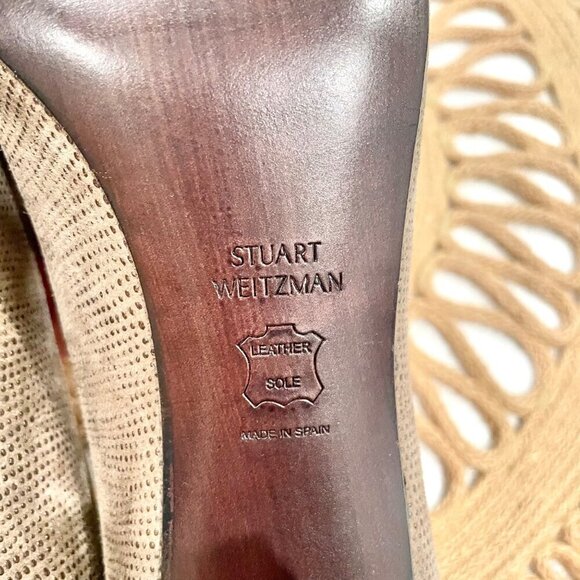 STUART
WEITZMAN
LEATHER
SOLE
MADE IN SPAIN